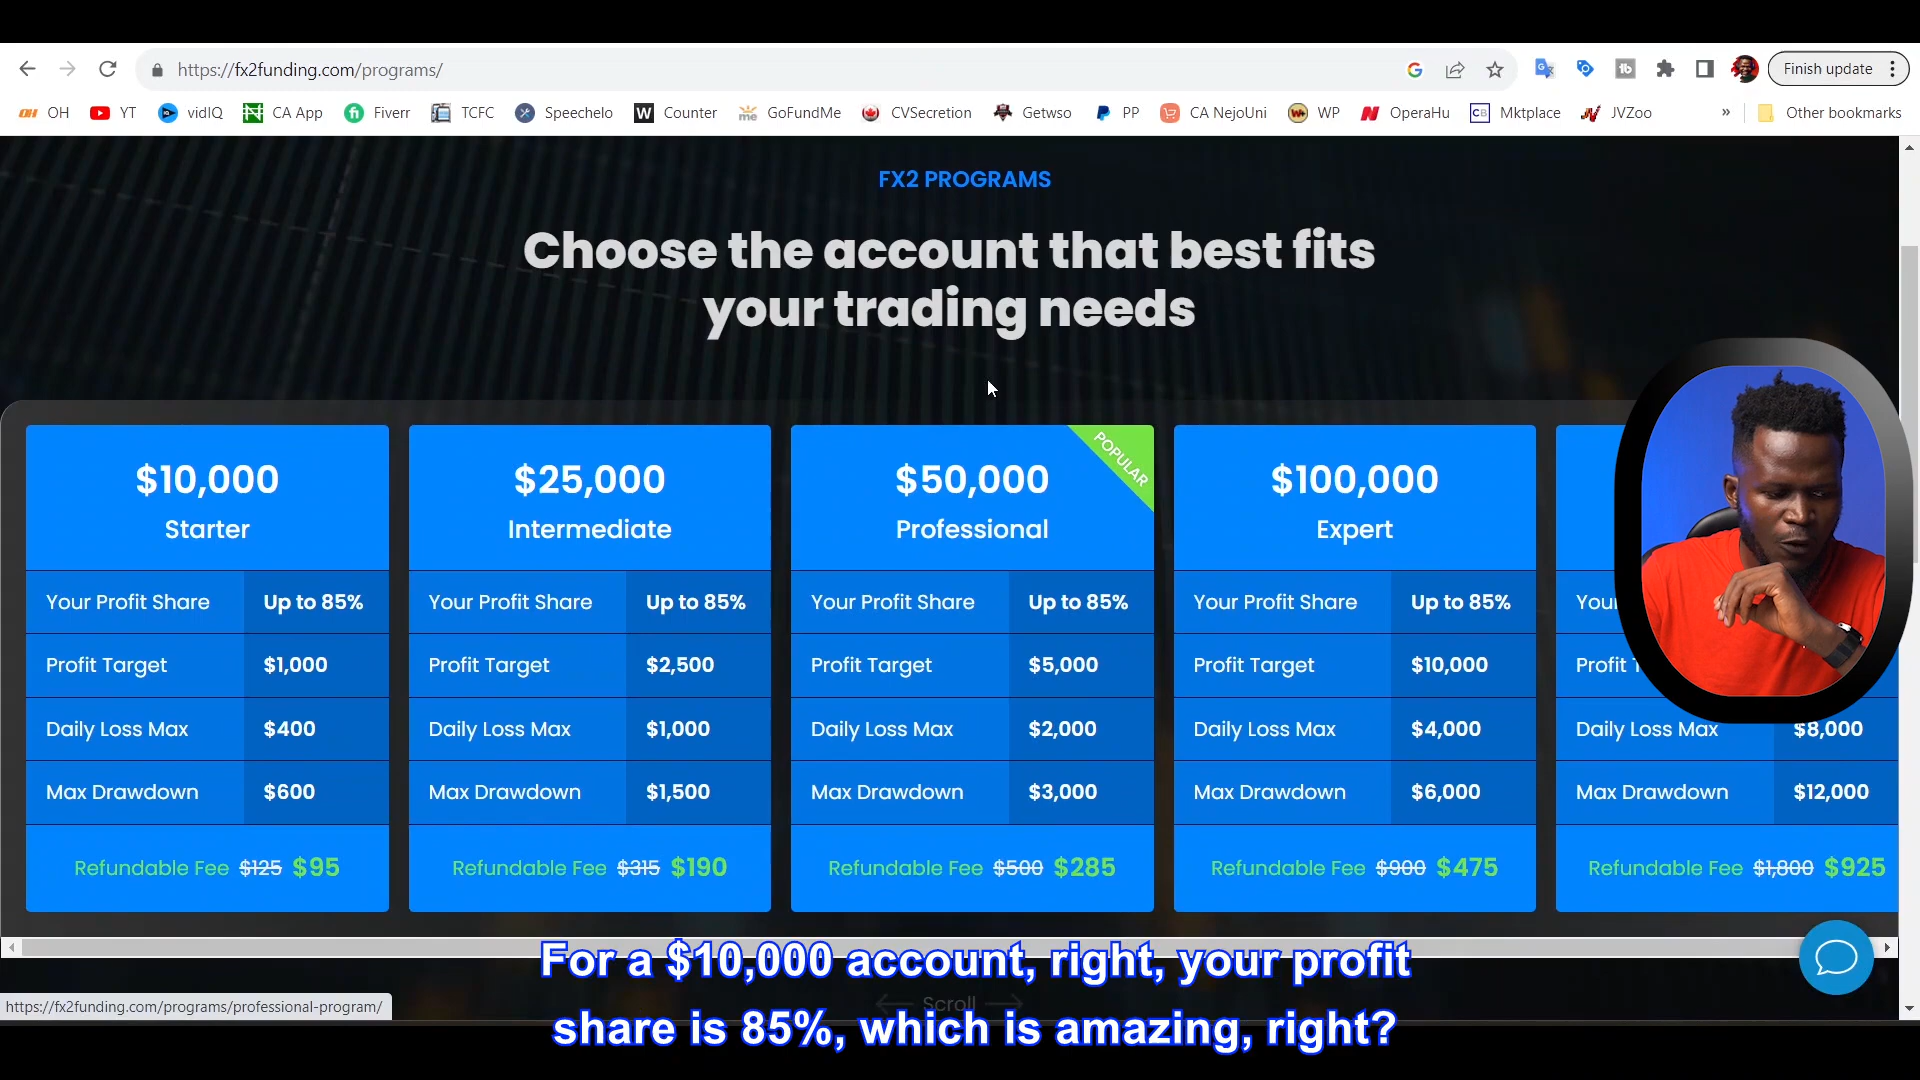 https://fx2funding.com/programs/
Finish update
OH YT vidIQ CA App Fiverr TCFC Speechelo Counter GoFundMe CVSecretion Getwso PP CA NejoUni WP OperaHu Mktplace JVZoo » Other bookmarks
FX2 PROGRAMS
Choose the account that best fits
your trading needs
$10,000
Starter
Your Profit Share Up to 85%
Profit Target $1,000
Daily Loss Max $400
Max Drawdown $600
Refundable Fee $125 $95
$25,000
Intermediate
Your Profit Share Up to 85%
Profit Target $2,500
Daily Loss Max $1,000
Max Drawdown $1,500
Refundable Fee $315 $190
POPULAR
$50,000
Professional
Your Profit Share Up to 85%
Profit Target $5,000
Daily Loss Max $2,000
Max Drawdown $3,000
Refundable Fee $500 $285
$100,000
Expert
Your Profit Share Up to 85%
Profit Target $10,000
Daily Loss Max $4,000
Max Drawdown $6,000
Refundable Fee $900 $475
Profit
Daily Loss Max $8,000
Max Drawdown $12,000
Refundable Fee $1,800 $925
For a $10,000 account, right, your profit
share is 85%, which is amazing, right?
Scroll
https://fx2funding.com/programs/professional-program/